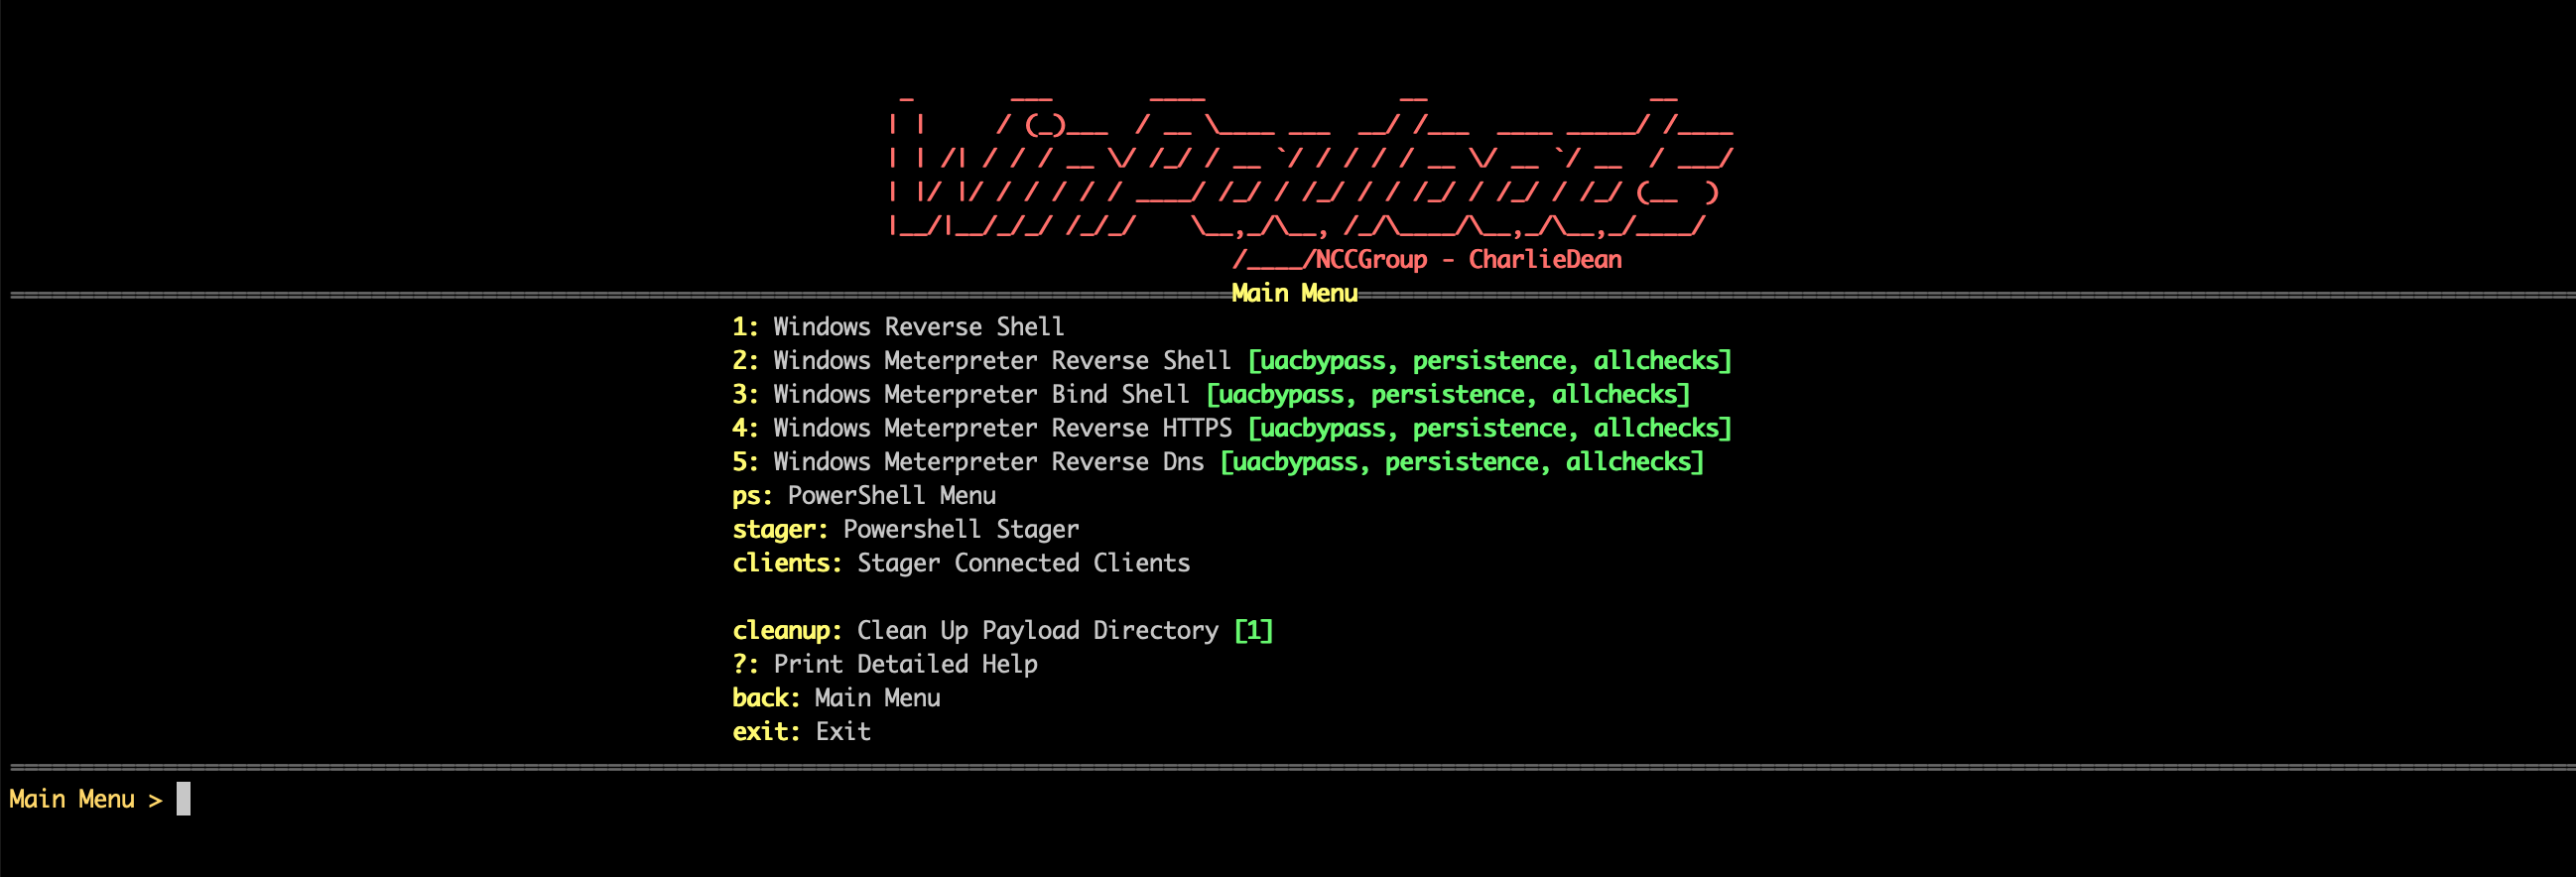 WinPayloads
NCCGroup - CharlieDean
Main Menu
1: Windows Reverse Shell
2: Windows Meterpreter Reverse Shell [uacbypass, persistence, allchecks]
3: Windows Meterpreter Bind Shell [uacbypass, persistence, allchecks]
4: Windows Meterpreter Reverse HTTPS [uacbypass, persistence, allchecks]
5: Windows Meterpreter Reverse Dns [uacbypass, persistence, allchecks]
ps: PowerShell Menu
stager: Powershell Stager
clients: Stager Connected Clients
cleanup: Clean Up Payload Directory [1]
?: Print Detailed Help
back: Main Menu
exit: Exit
Main Menu >